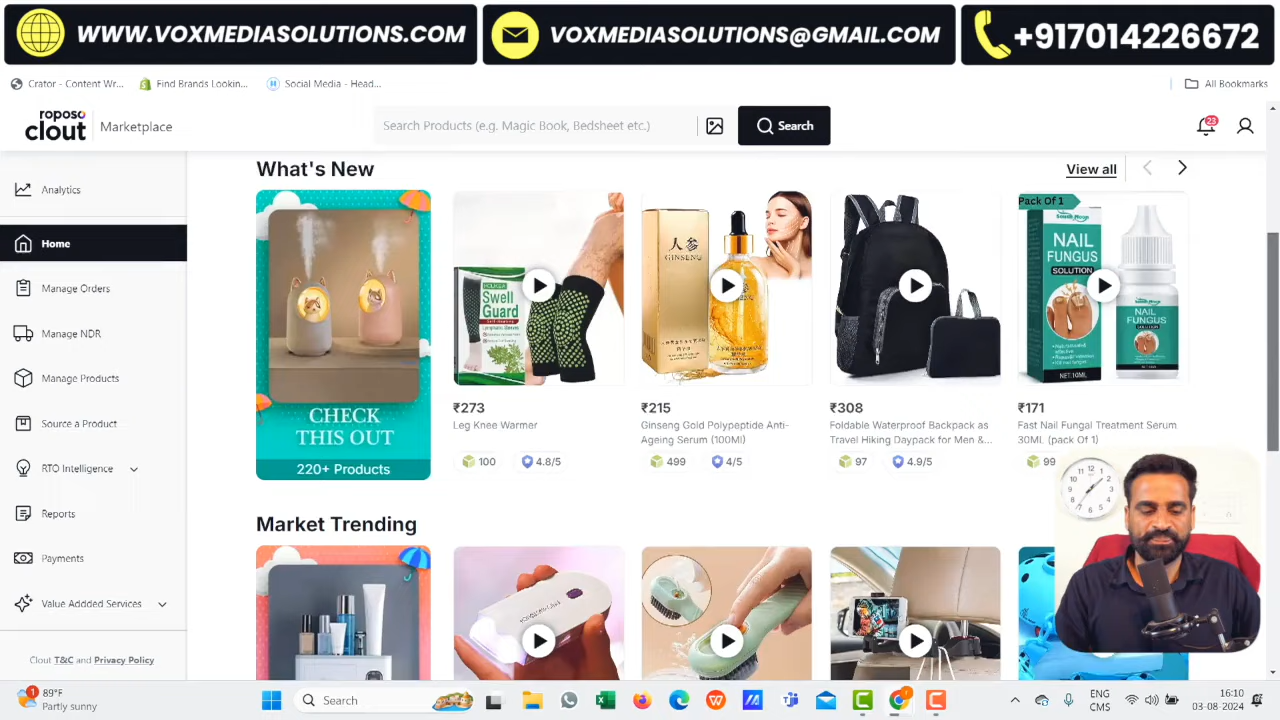 WWW.VOXMEDIASOLUTIONS.COM
VOXMEDIASOLUTIONS@GMAIL.COM
+917014226672
Crator - Content Wr...
Find Brands Lookin...
Social Media - Head...
All Bookmarks
roposo
clout
Marketplace
Search Products (e.g. Magic Book, Bedsheet etc.)
Search
23
Analytics
Home
Manage Orders
Manage NDR
Manage Products
Source a Product
RTO Intelligence
Reports
Payments
Value Addded Services
Clout T&C and Privacy Policy
What's New
View all
CHECK
THIS OUT
220+ Products
Swell
Guard
人参
GINSENG
Pack Of 1
NAIL
FUNGUS
SOLUTION
NET:10ML
NAIL
FUNGUS
SOLUTION
₹273
Leg Knee Warmer
100
4.8/5
₹215
Ginseng Gold Polypeptide Anti-
Ageing Serum (100Ml)
499
4/5
₹308
Foldable Waterproof Backpack as
Travel Hiking Daypack for Men &...
97
4.9/5
₹171
Fast Nail Fungal Treatment Serum
30ML (pack Of 1)
99
Market Trending
1
89°F
Partly sunny
Search
ENG
CMS
16:10
03-08-2024